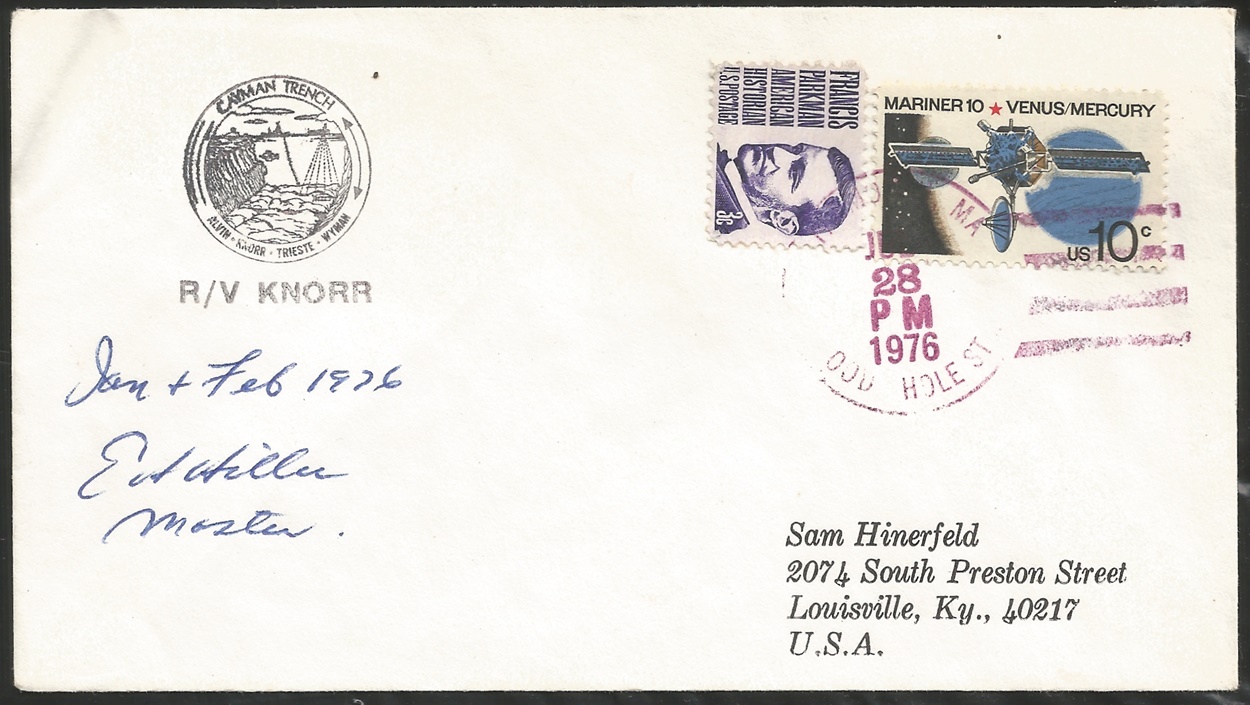 CAYMAN TRENCH
ALVIN · KNORR · TRIESTE · WYMAN
R/V KNORR
Jan + Feb 1976
Master.
FRANCIS
PARKMAN
AMERICAN
HISTORIAN
U.S. POSTAGE
3c
MARINER 10 ★ VENUS/MERCURY
US 10c
MA
28
PM
1976
HOLE ST
Sam Hinerfeld
2074 South Preston Street
Louisville, Ky., 40217
U.S.A.